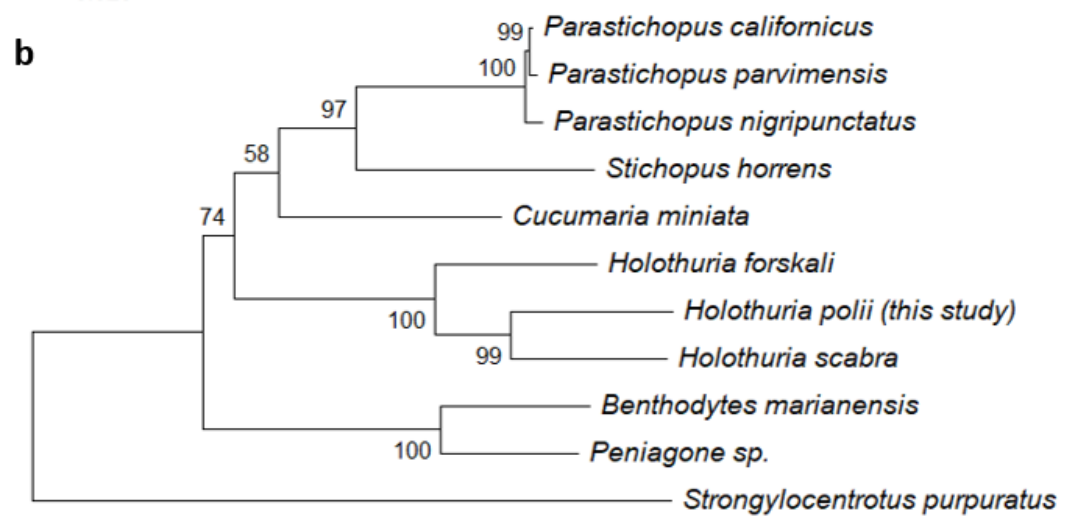 b
99
Parastichopus californicus
100
Parastichopus parvimensis
97
Parastichopus nigripunctatus
58
Stichopus horrens
74
Cucumaria miniata
Holothuria forskali
100
Holothuria polii (this study)
99
Holothuria scabra
Benthodytes marianensis
100
Peniagone sp.
Strongylocentrotus purpuratus